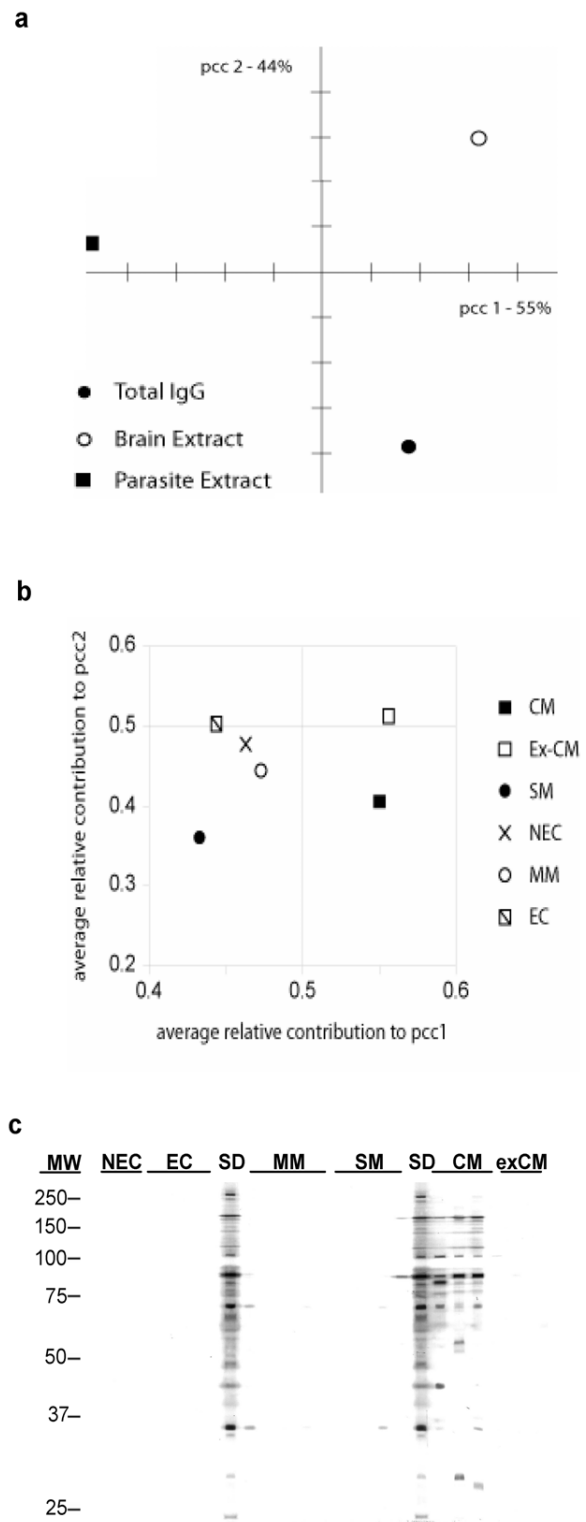 a
pcc 2 - 44%
pcc 1 - 55%
Total IgG
Brain Extract
Parasite Extract
b
average relative contribution to pcc2
0.6
0.5
0.4
0.3
0.2
0.4
0.5
0.6
average relative contribution to pcc1
CM
Ex-CM
SM
NEC
MM
EC
c
MW NEC EC SD MM SM SD CM exCM
250
150
100
75
50
37
25